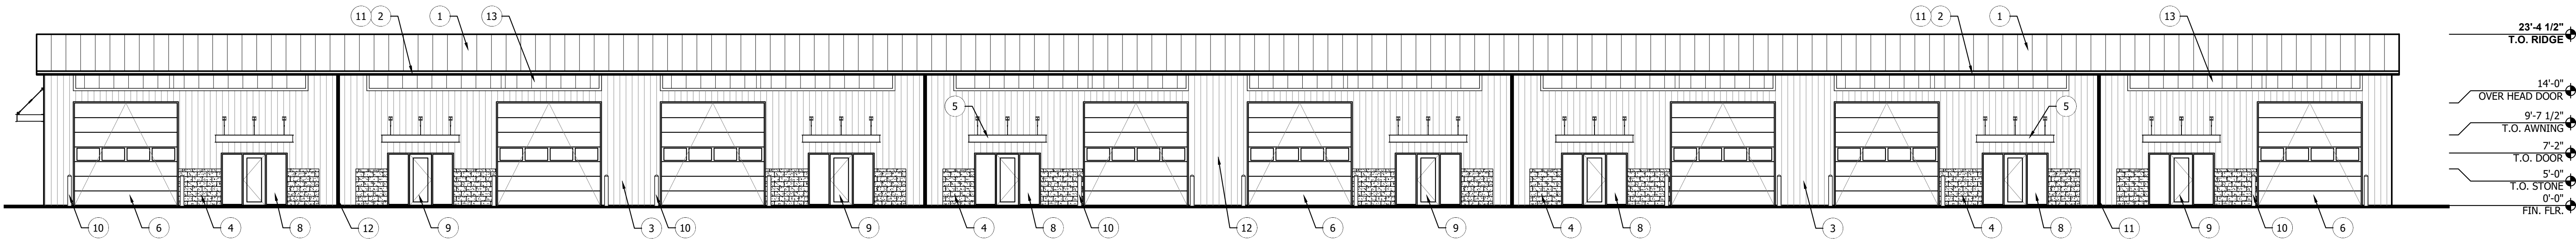 11 2 1 13 11 2 1 13
23'-4 1/2"
T.O. RIDGE
14'-0"
OVER HEAD DOOR
5 5
9'-7 1/2"
T.O. AWNING
7'-2"
T.O. DOOR
5'-0"
T.O. STONE
0'-0"
FIN. FLR.
10 6 4 8 12 9 3 10 9 4 8 10 12 6 9 4 8 3 4 8 11 9 10 6